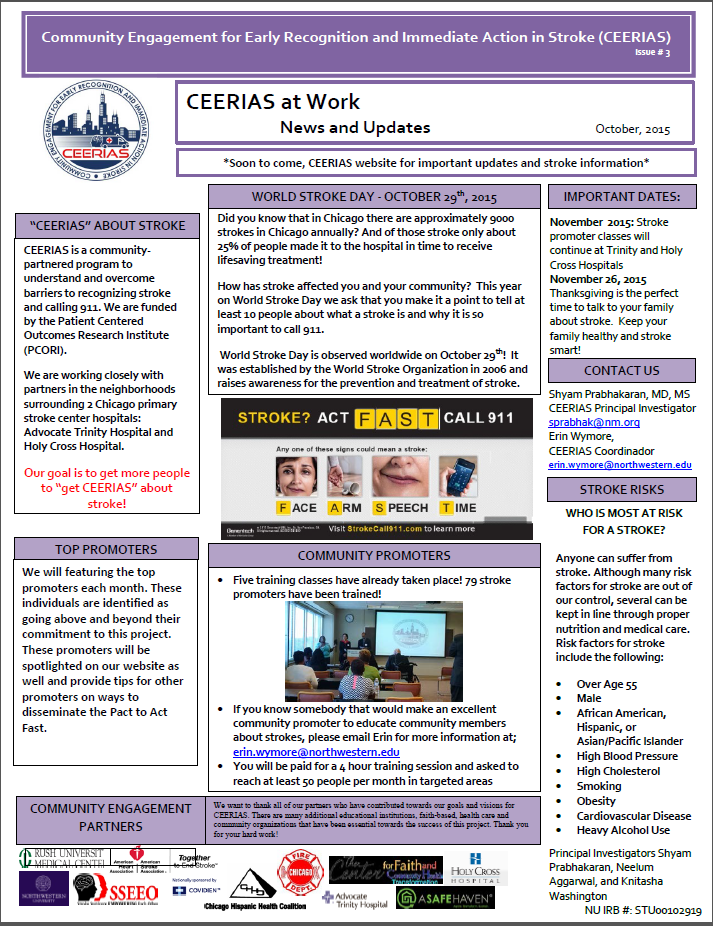 Community Engagement for Early Recognition and Immediate Action in Stroke (CEERIAS)
Issue # 3
COMMUNITY ENGAGEMENT FOR EARLY RECOGNITION AND IMMEDIATE ACTION IN STROKE
CEERIAS
CEERIAS at Work
News and Updates
October, 2015
*Soon to come, CEERIAS website for important updates and stroke information*
“CEERIAS” ABOUT STROKE
CEERIAS is a community-
partnered program to
understand and overcome
barriers to recognizing stroke
and calling 911. We are funded
by the Patient Centered
Outcomes Research Institute
(PCORI).
We are working closely with
partners in the neighborhoods
surrounding 2 Chicago primary
stroke center hospitals:
Advocate Trinity Hospital and
Holy Cross Hospital.
Our goal is to get more people
to “get CEERIAS” about
stroke!
TOP PROMOTERS
We will featuring the top
promoters each month. These
individuals are identified as
going above and beyond their
commitment to this project.
These promoters will be
spotlighted on our website as
well and provide tips for other
promoters on ways to
disseminate the Pact to Act
Fast.
WORLD STROKE DAY - OCTOBER 29th, 2015
Did you know that in Chicago there are approximately 9000
strokes in Chicago annually? And of those stroke only about
25% of people made it to the hospital in time to receive
lifesaving treatment!
How has stroke affected you and your community? This year
on World Stroke Day we ask that you make it a point to tell at
least 10 people about what a stroke is and why it is so
important to call 911.
World Stroke Day is observed worldwide on October 29th! It
was established by the World Stroke Organization in 2006 and
raises awareness for the prevention and treatment of stroke.
STROKE? ACT FAST CALL 911
Any one of these signs could mean a stroke:
FACE ARM SPEECH TIME
Genentech
Visit StrokeCall911.com to learn more
COMMUNITY PROMOTERS
• Five training classes have already taken place! 79 stroke
promoters have been trained!
• If you know somebody that would make an excellent
community promoter to educate community members
about strokes, please email Erin for more information at;
erin.wymore@northwestern.edu
• You will be paid for a 4 hour training session and asked to
reach at least 50 people per month in targeted areas
IMPORTANT DATES:
November 2015: Stroke
promoter classes will
continue at Trinity and Holy
Cross Hospitals
November 26, 2015
Thanksgiving is the perfect
time to talk to your family
about stroke. Keep your
family healthy and stroke
smart!
CONTACT US
Shyam Prabhakaran, MD, MS
CEERIAS Principal Investigator
sprabhak@nm.org
Erin Wymore,
CEERIAS Coordinador
erin.wymore@northwestern.edu
STROKE RISKS
WHO IS MOST AT RISK
FOR A STROKE?
Anyone can suffer from
stroke. Although many risk
factors for stroke are out of
our control, several can be
kept in line through proper
nutrition and medical care.
Risk factors for stroke
include the following:
• Over Age 55
• Male
• African American,
Hispanic, or
Asian/Pacific Islander
• High Blood Pressure
• High Cholesterol
• Smoking
• Obesity
• Cardiovascular Disease
• Heavy Alcohol Use
Principal Investigators Shyam
Prabhakaran, Neelum
Aggarwal, and Knitasha
Washington
NU IRB #: STU00102919
COMMUNITY ENGAGEMENT
PARTNERS
We want to thank all of our partners who have contributed towards our goals and visions for
CEERIAS. There are many additional educational institutions, faith-based, health care and
community organizations that have been essential towards the success of this project. Thank you
for your hard work!
RUSH UNIVERSITY
MEDICAL CENTER
American Heart Association
American Stroke Association
Together
to End Stroke
Nationally sponsored by
COVIDIEN
NORTHWESTERN
UNIVERSITY
SSEEO
CHHC
Chicago Hispanic Health Coalition
FIRE
CHICAGO
DEPT.
The Center for Faith and
Community Health
Transformation
HOLY CROSS
HOSPITAL
Advocate
Trinity Hospital
A SAFE HAVEN